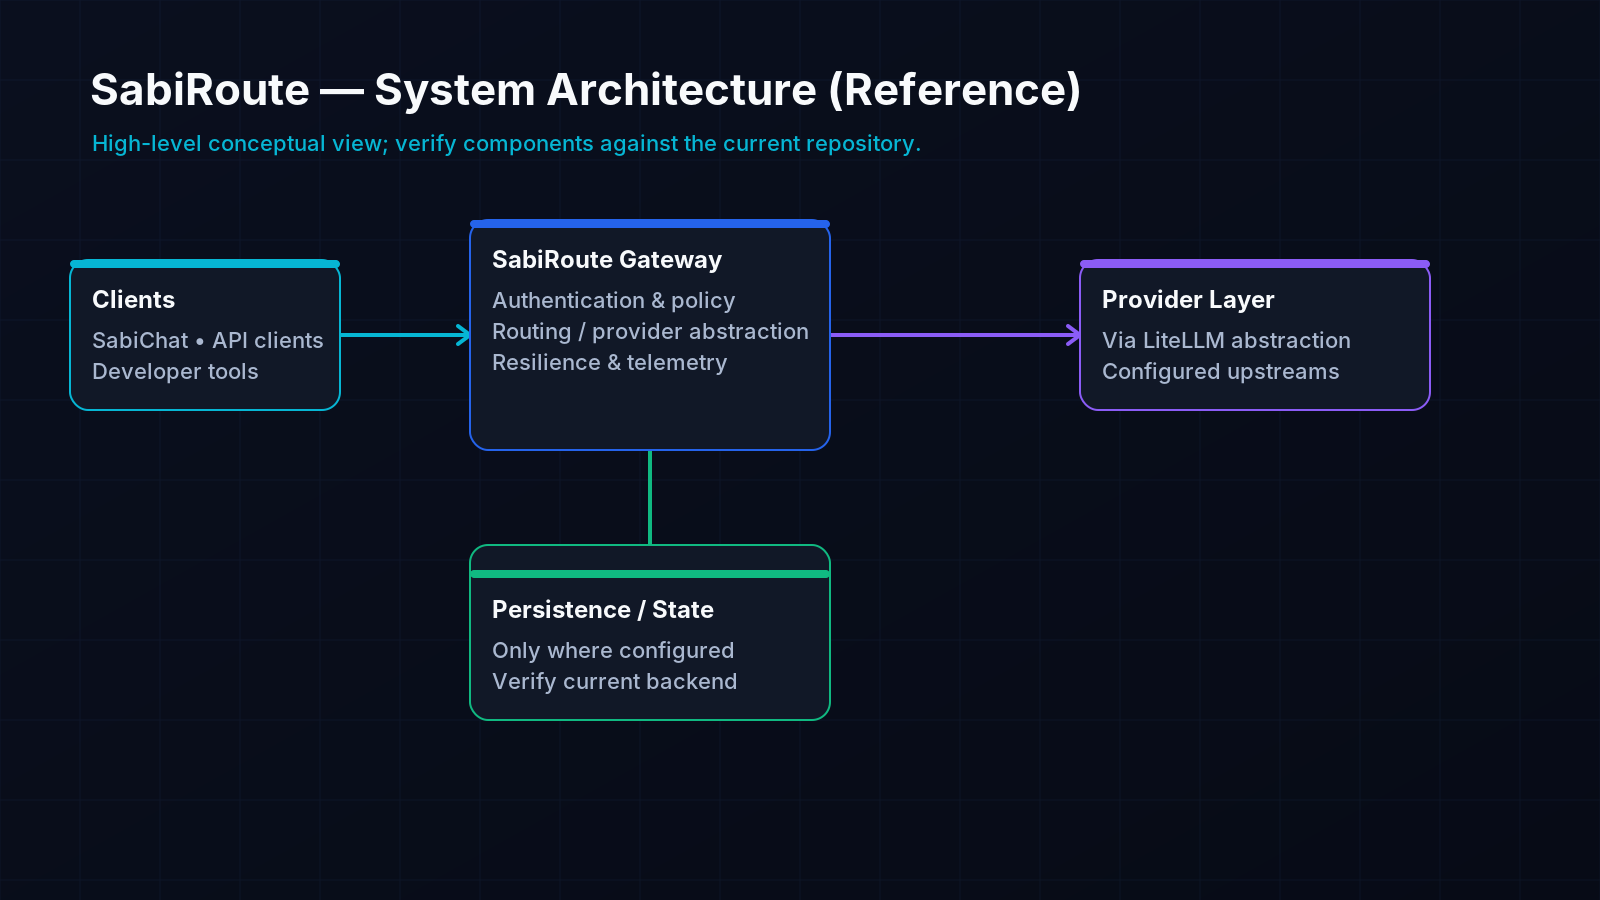 SabiRoute — System Architecture (Reference)
High-level conceptual view; verify components against the current repository.
Clients
SabiChat • API clients
Developer tools
SabiRoute Gateway
Authentication & policy
Routing / provider abstraction
Resilience & telemetry
Provider Layer
Via LiteLLM abstraction
Configured upstreams
Persistence / State
Only where configured
Verify current backend